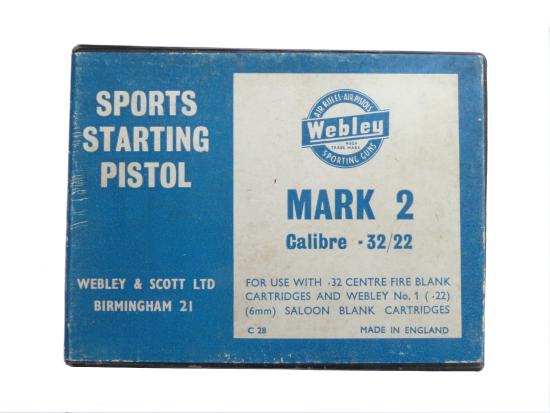 SPORTS
STARTING
PISTOL
WEBLEY & SCOTT LTD
BIRMINGHAM 21
AIR RIFLES·AIR PISTOLS
Webley
TRADE MARK
SPORTING GUNS
MARK 2
Calibre ·32/22
FOR USE WITH ·32 CENTRE FIRE BLANK
CARTRIDGES AND WEBLEY No. 1 (·22)
(6mm) SALOON BLANK CARTRIDGES
C 28
MADE IN ENGLAND